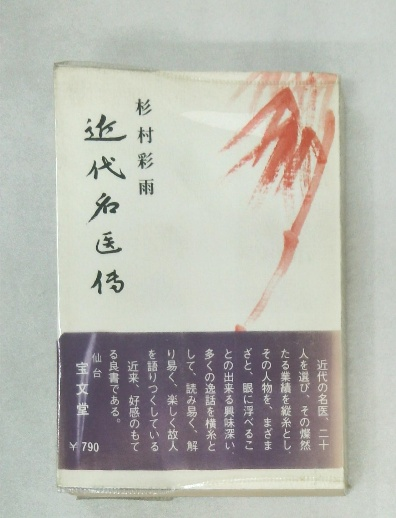 杉村彩雨
近代名医傳
近代の名医、二十
人を選び、その燦然
たる業績を縦糸とし
その人物を、まざま
ざと、眼に浮べるこ
との出来る興味深い
多くの逸話を横糸と
して、読み易く、解
り易く、楽しく故人
を語りつくしている
近来、好感のもて
る良書である。
仙台
宝文堂
￥790